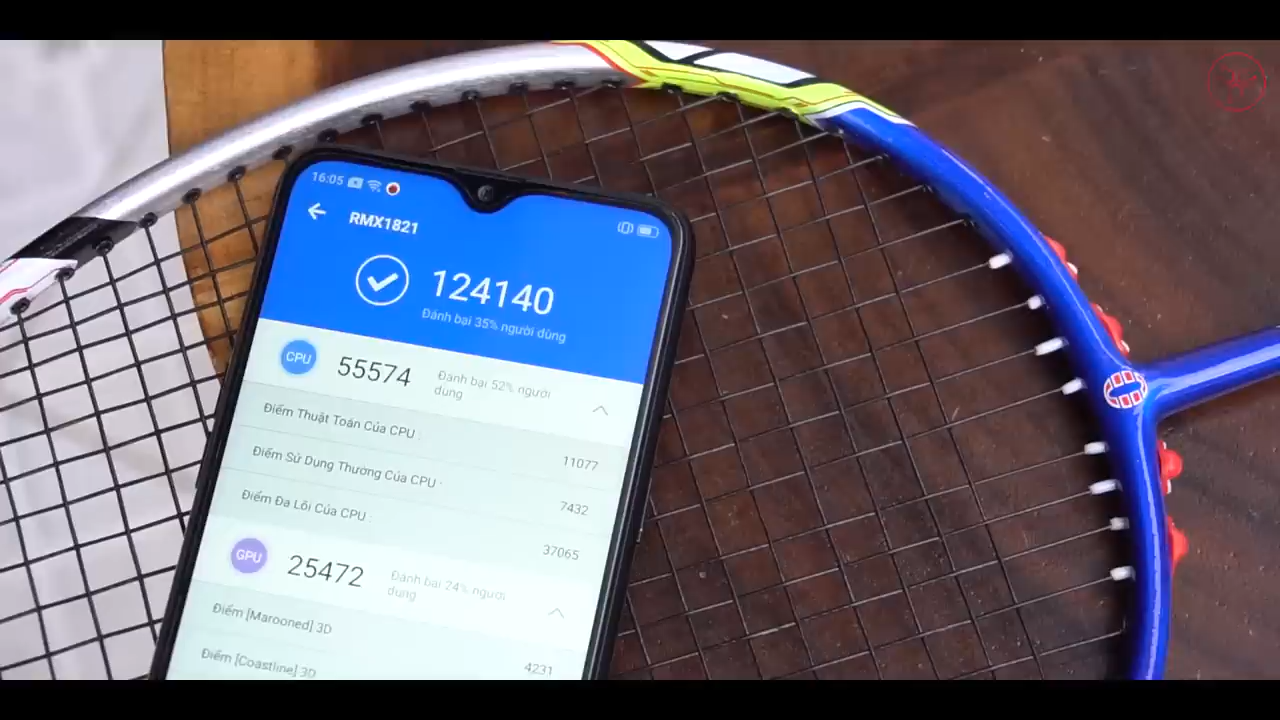 16:05
RMX1821
124140
Đánh bại 35% người dùng
CPU
55574
Đánh bại 52% người
dùng
Điểm Thuật Toán Của CPU :
11077
Điểm Sử Dụng Thường Của CPU :
7432
Điểm Đa Lõi Của CPU :
37065
GPU
25472
Đánh bại 24% người
dùng
Điểm [Marooned] 3D
4231
Điểm [Coastline] 3D